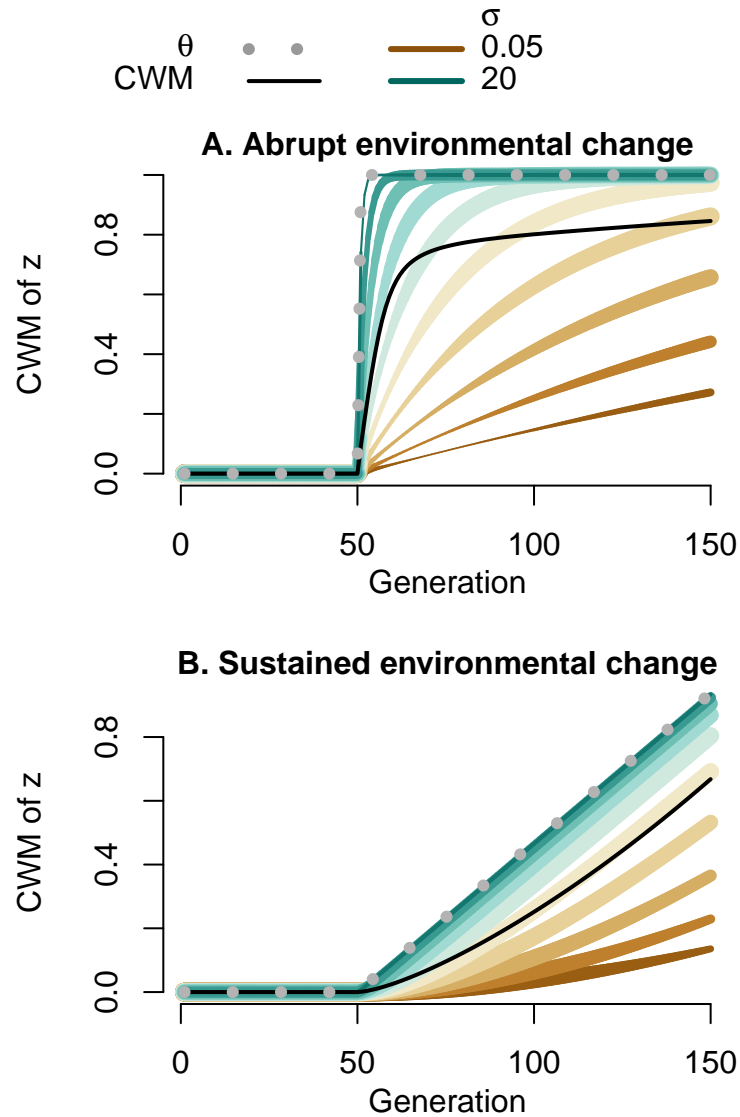 σ
θ 0.05
CWM 20
A. Abrupt environmental change
CWM of z
0.0 0.4 0.8
0 50 100 150
Generation
B. Sustained environmental change
CWM of z
0.0 0.4 0.8
0 50 100 150
Generation